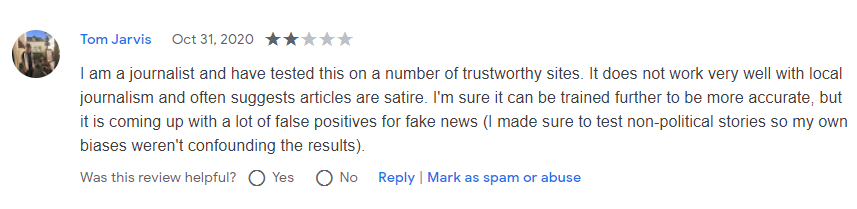 Tom Jarvis Oct 31, 2020
I am a journalist and have tested this on a number of trustworthy sites. It does not work very well with local
journalism and often suggests articles are satire. I'm sure it can be trained further to be more accurate, but
it is coming up with a lot of false positives for fake news (I made sure to test non-political stories so my own
biases weren't confounding the results).
Was this review helpful? Yes No Reply | Mark as spam or abuse